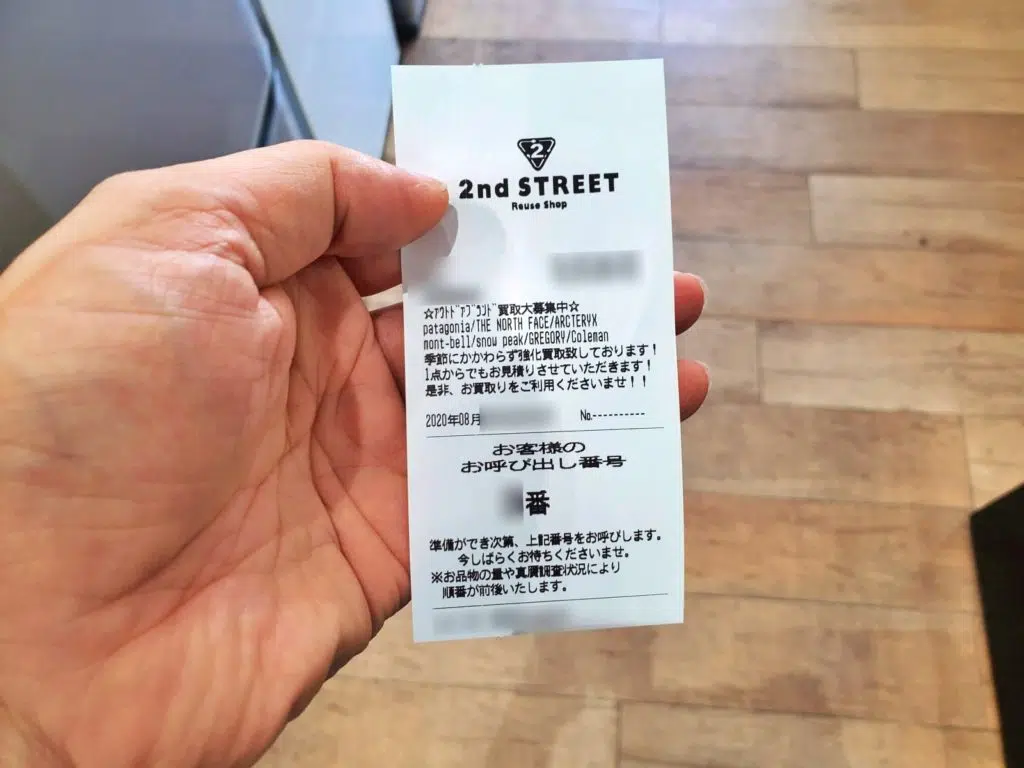 2
2nd STREET
Reuse Shop
☆ｱｳﾄﾄﾞｱﾌﾞﾗﾝﾄﾞ買取大募集中☆
patagonia/THE NORTH FACE/ARCTERYX
mont-bell/snow peak/GREGORY/Coleman
季節にかかわらず強化買取致しております！
1点からでもお見積りさせていただきます！
是非、お買取りをご利用くださいませ！！
2020年08月 No.----------
お客様の
お呼び出し番号
番
準備ができ次第、上記番号をお呼びします。
今しばらくお待ちくださいませ。
※お品物の量や真贋調査状況により
順番が前後いたします。